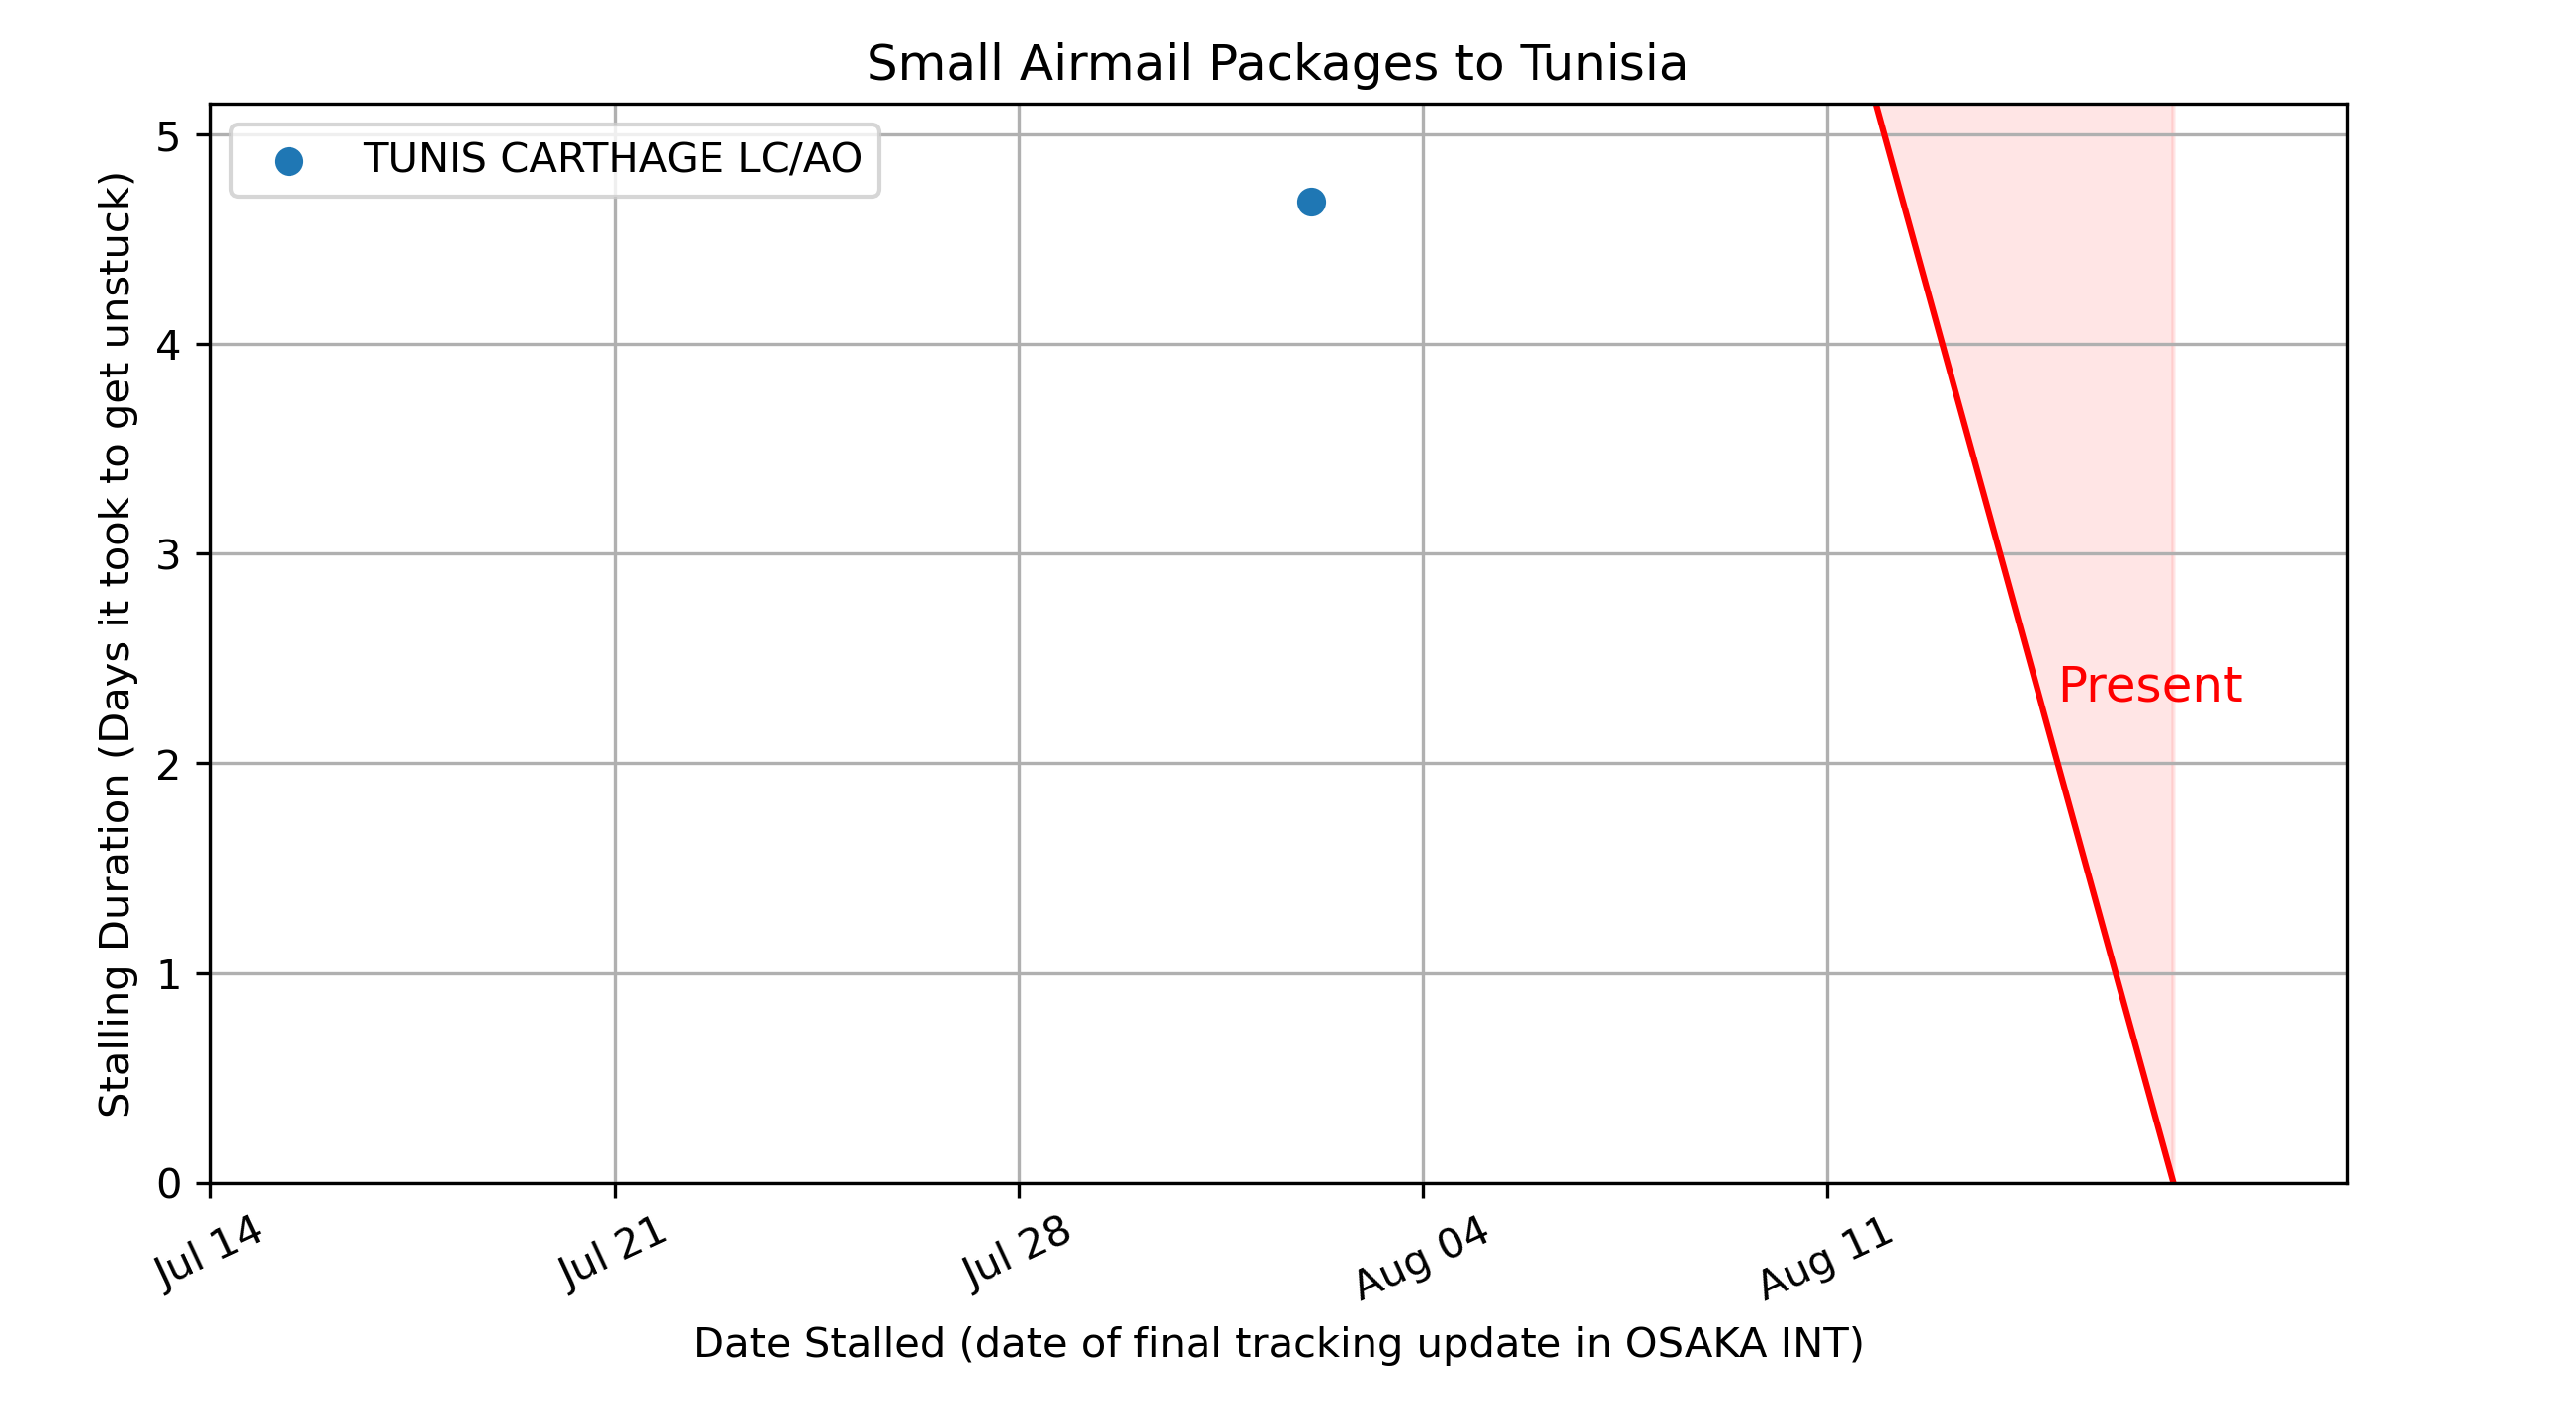 Small Airmail Packages to Tunisia
TUNIS CARTHAGE LC/AO
Stalling Duration (Days it took to get unstuck)
5
4
3
2
1
0
Present
Jul 14
Jul 21
Jul 28
Aug 04
Aug 11
Date Stalled (date of final tracking update in OSAKA INT)